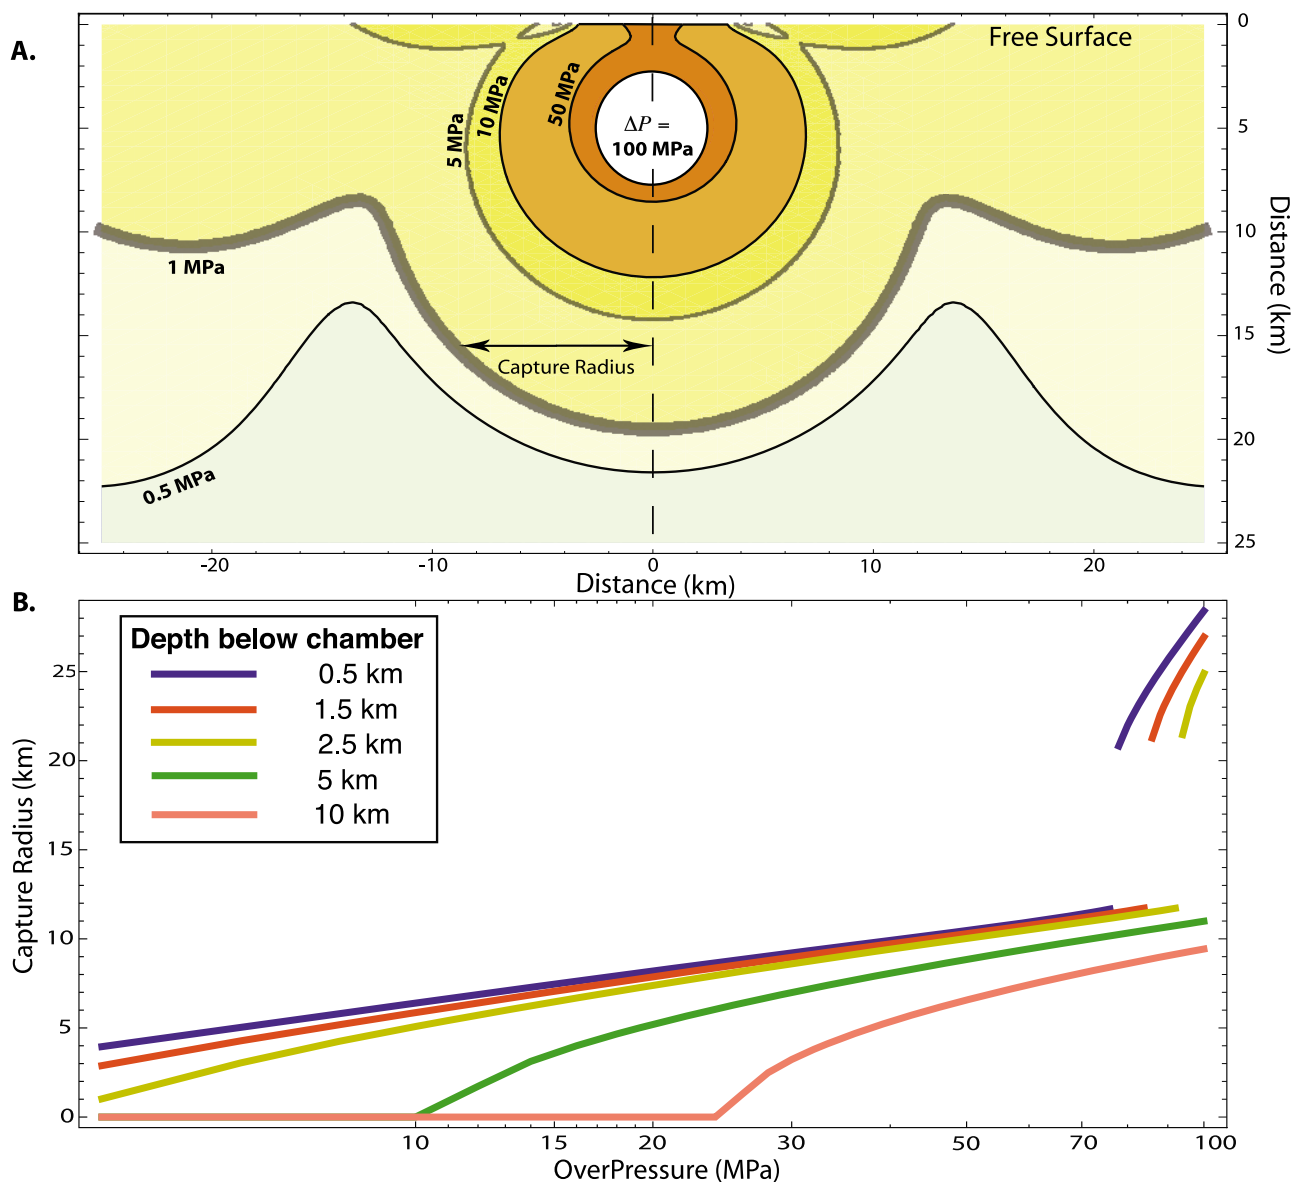 A.
Free Surface
0
5
10
15
20
25
Distance (km)
50 MPa
10 MPa
5 MPa
ΔP =
100 MPa
1 MPa
Capture Radius
0.5 MPa
-20
-10
0
10
20
Distance (km)
B.
Depth below chamber
0.5 km
1.5 km
2.5 km
5 km
10 km
Capture Radius (km)
25
20
15
10
5
0
10
15
20
30
50
70
100
OverPressure (MPa)